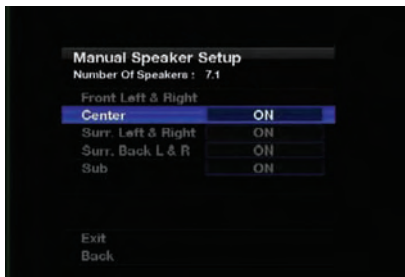 Manual Speaker Setup
Number Of Speakers : 7.1
Front Left & Right
Center ON
Surr. Left & Right ON
Surr. Back L & R ON
Sub ON
Exit
Back